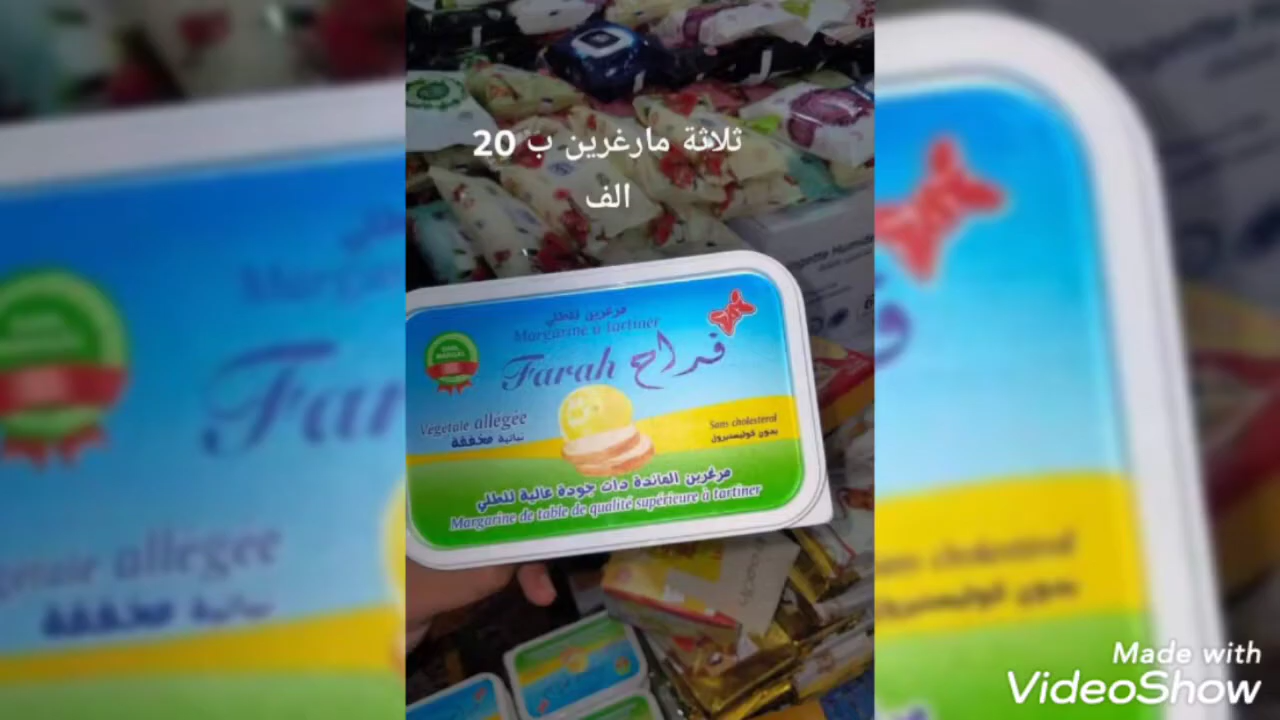 ثلاثة مارغرين ب 20
الف
مرغرين للطلي
Margarine à tartiner
Farah فراح
Végétale allégée
نباتية مخففة
Sans cholesterol
بدون كوليسترول
مرغرين المائدة ذات جودة عالية للطلي
Margarine de table de qualité supérieure à tartiner
Made with
VideoShow